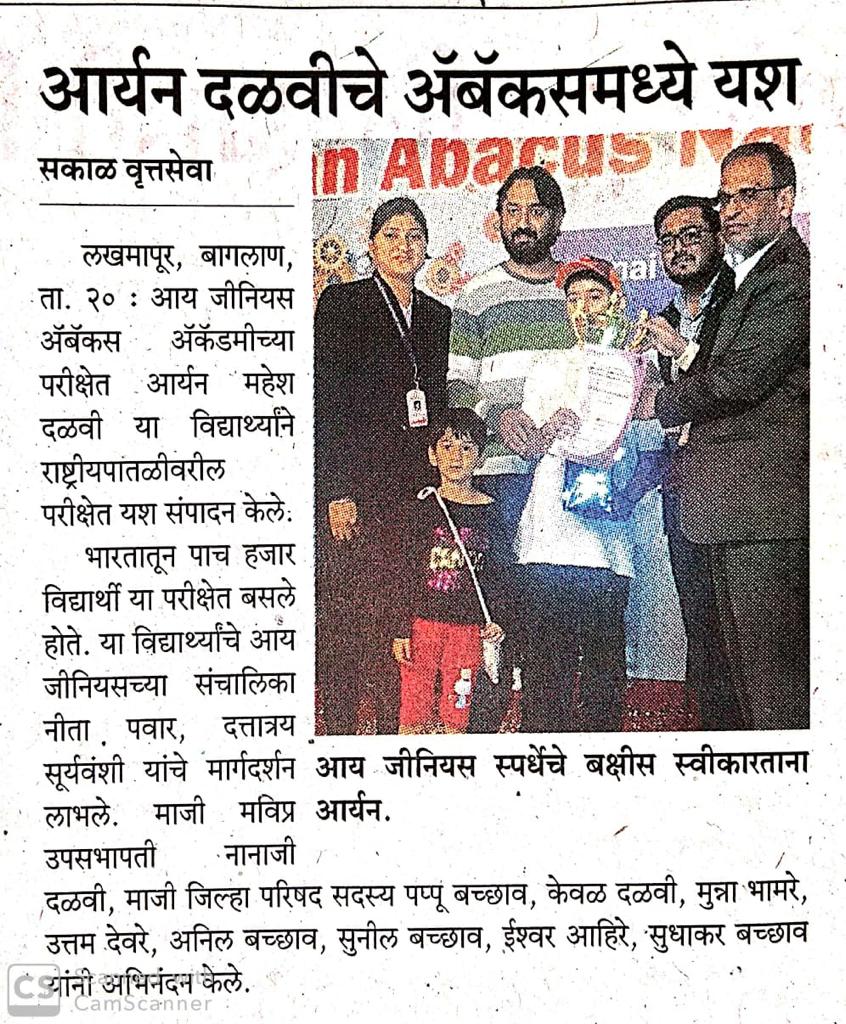 आर्यन दळवीचे ॲबॅकसमध्ये यश
सकाळ वृत्तसेवा
लखमापूर, बागलाण,
ता. २० : आय जीनियस
ॲबॅकस ॲकॅडमीच्या
परीक्षेत आर्यन महेश
दळवी या विद्यार्थ्याने
राष्ट्रीयपातळीवरील
परीक्षेत यश संपादन केले.
भारतातून पाच हजार
विद्यार्थी या परीक्षेत बसले
होते. या विद्यार्थ्यांचे आय
जीनियसच्या संचालिका
नीता पवार, दत्तात्रय
सूर्यवंशी यांचे मार्गदर्शन
लाभले. माजी मविप्र
उपसभापती नानाजी
दळवी, माजी जिल्हा परिषद सदस्य पप्पू बच्छाव, केवळ दळवी, मुन्ना भामरे,
उत्तम देवरे, अनिल बच्छाव, सुनील बच्छाव, ईश्वर आहिरे, सुधाकर बच्छाव
यांनी अभिनंदन केले.
n Abacus Nat
nai
आय जीनियस स्पर्धेचे बक्षीस स्वीकारताना
आर्यन.
CS Scanned with
CamScanner